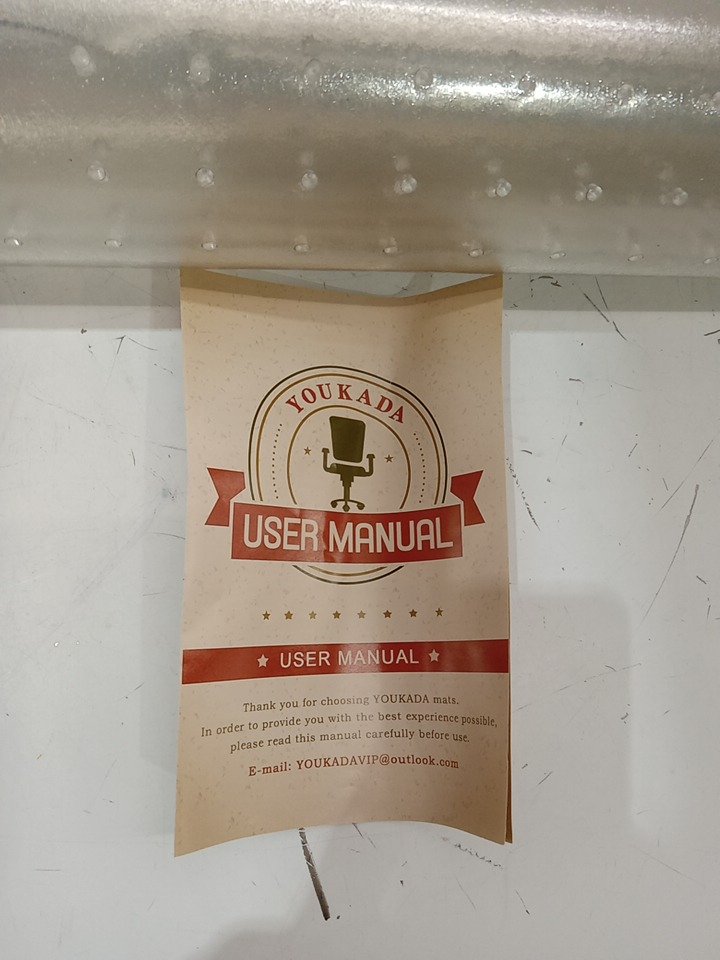 YOUKADA
USER MANUAL
USER MANUAL
Thank you for choosing YOUKADA mats.
In order to provide you with the best experience possible,
please read this manual carefully before use.
E-mail: YOUKADAVIP@outlook.com